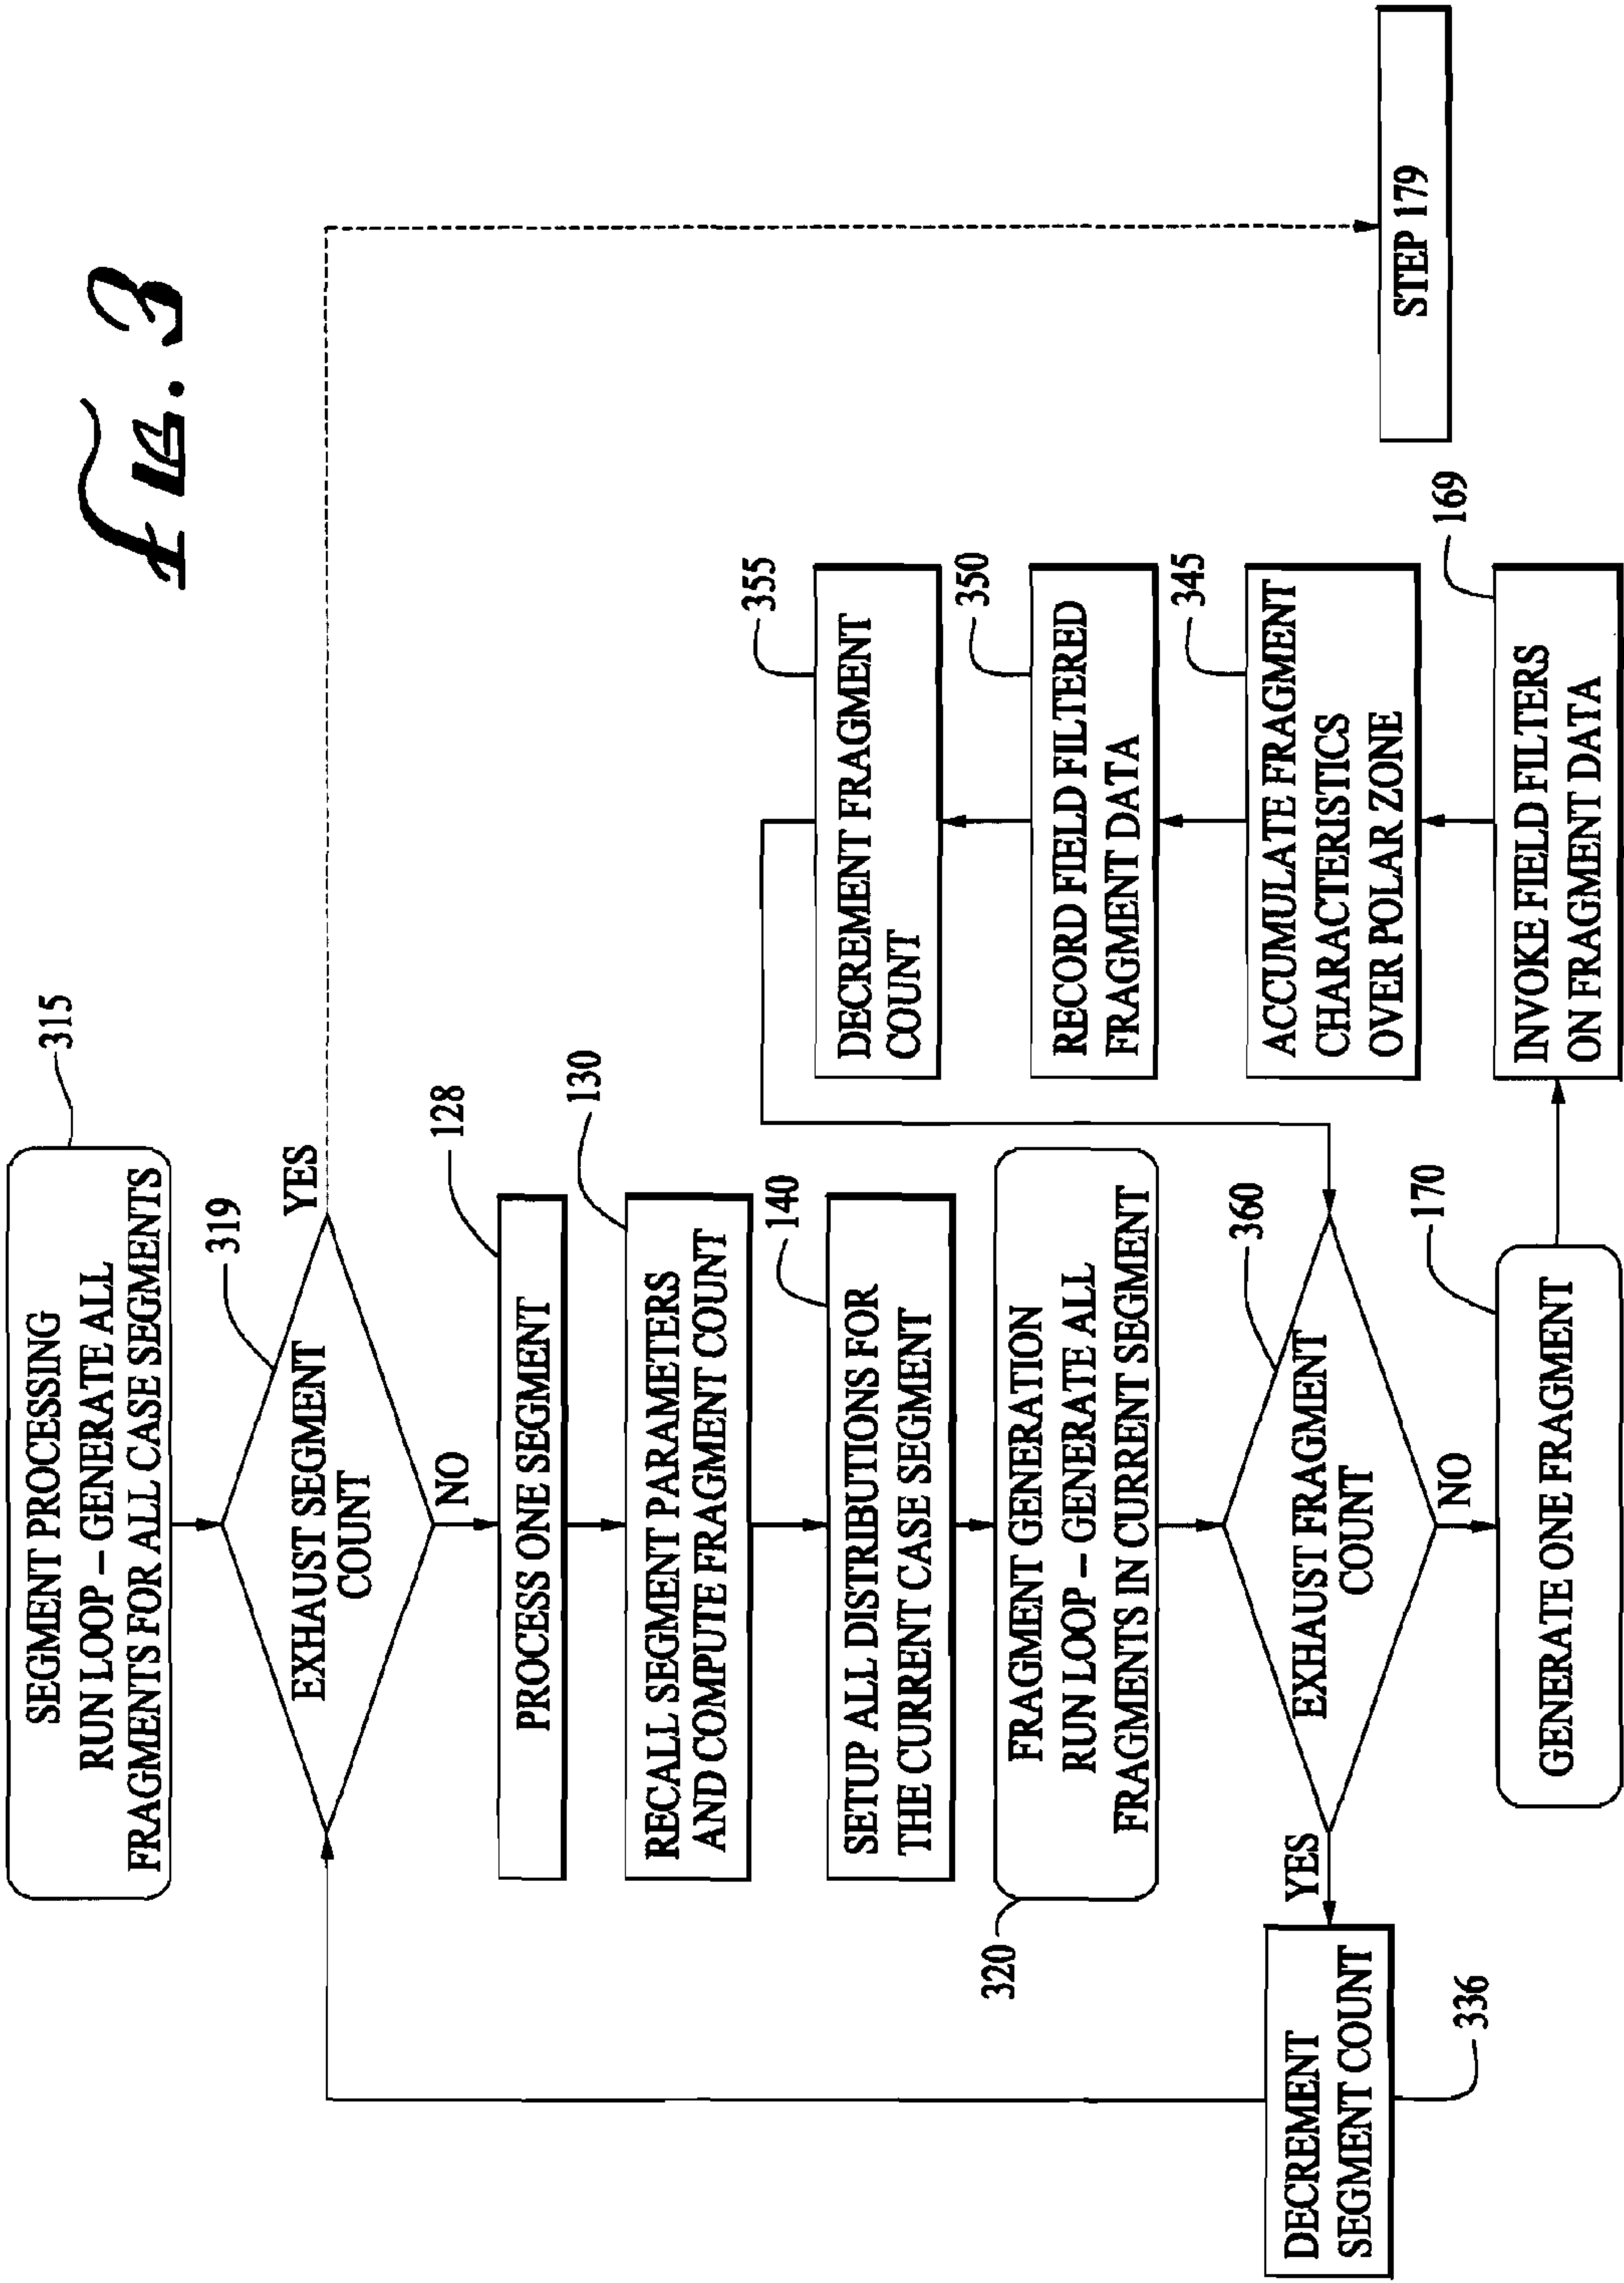 FIG. 3
SEGMENT PROCESSING
RUN LOOP – GENERATE ALL
FRAGMENTS FOR ALL CASE SEGMENTS
315
319
EXHAUST SEGMENT
COUNT
YES
NO
128
PROCESS ONE SEGMENT
130
RECALL SEGMENT PARAMETERS
AND COMPUTE FRAGMENT COUNT
140
SETUP ALL DISTRIBUTIONS FOR
THE CURRENT CASE SEGMENT
FRAGMENT GENERATION
RUN LOOP – GENERATE ALL
FRAGMENTS IN CURRENT SEGMENT
320
360
EXHAUST FRAGMENT
COUNT
YES
NO
DECREMENT
SEGMENT COUNT
336
170
GENERATE ONE FRAGMENT
355
DECREMENT FRAGMENT
COUNT
350
RECORD FIELD FILTERED
FRAGMENT DATA
345
ACCUMULATE FRAGMENT
CHARACTERISTICS
OVER POLAR ZONE
169
INVOKE FIELD FILTERS
ON FRAGMENT DATA
STEP 179